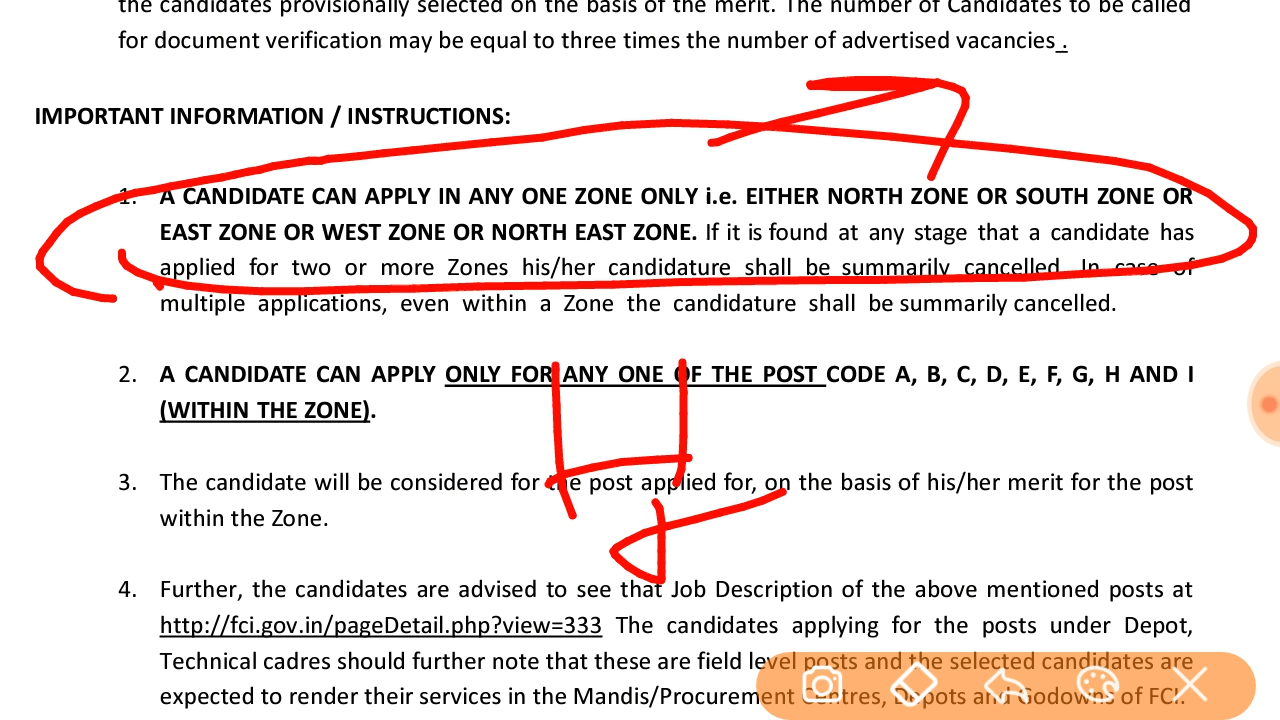 the candidates provisionally selected on the basis of the merit. The number of Candidates to be called
for document verification may be equal to three times the number of advertised vacancies .
IMPORTANT INFORMATION / INSTRUCTIONS:
1. A CANDIDATE CAN APPLY IN ANY ONE ZONE ONLY i.e. EITHER NORTH ZONE OR SOUTH ZONE OR
EAST ZONE OR WEST ZONE OR NORTH EAST ZONE. If it is found at any stage that a candidate has
applied for two or more Zones his/her candidature shall be summarily cancelled. In case of
multiple applications, even within a Zone the candidature shall be summarily cancelled.
2. A CANDIDATE CAN APPLY ONLY FOR ANY ONE OF THE POST CODE A, B, C, D, E, F, G, H AND I
(WITHIN THE ZONE).
3. The candidate will be considered for the post applied for, on the basis of his/her merit for the post
within the Zone.
4. Further, the candidates are advised to see that Job Description of the above mentioned posts at
http://fci.gov.in/pageDetail.php?view=333 The candidates applying for the posts under Depot,
Technical cadres should further note that these are field level posts and the selected candidates are
expected to render their services in the Mandis/Procurement Centres, Depots and Godowns of FCI.